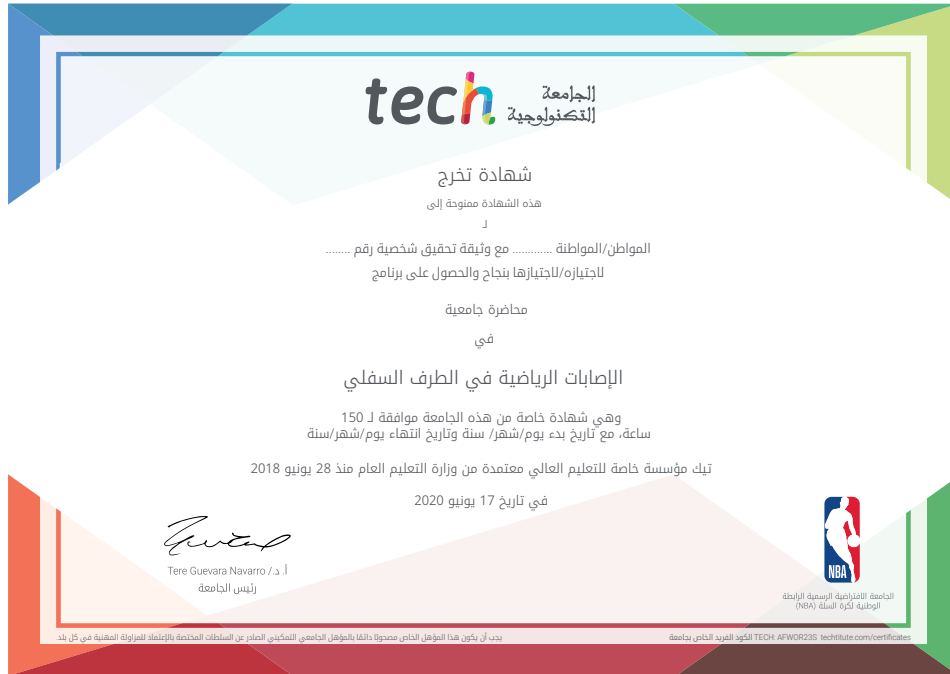 tech
الجامعة
التكنولوجية
شهادة تخرج
هذه الشهادة ممنوحة إلى
لـ
المواطن/المواطنة ............. مع وثيقة تحقيق شخصية رقم ........
لاجتيازه/لاجتيازها بنجاح والحصول على برنامج
محاضرة جامعية
في
الإصابات الرياضية في الطرف السفلي
وهي شهادة خاصة من هذه الجامعة موافقة لـ 150
ساعة، مع تاريخ بدء يوم/شهر/ سنة وتاريخ انتهاء يوم/شهر/سنة
تيك مؤسسة خاصة للتعليم العالي معتمدة من وزارة التعليم العام منذ 28 يونيو 2018
في تاريخ 17 يونيو 2020
أ. د./ Tere Guevara Navarro
رئيس الجامعة
NBA
الجامعة الافتراضية الرسمية الرابطة
الوطنية لكرة السلة (NBA)
يجب أن يكون هذا المؤهل الخاص مصحوبًا دائمًا بالمؤهل الجامعي التمكيني الصادر عن السلطات المختصة بالإعتماد للمزاولة المهنية في كل بلد.
الكود الفريد الخاص بجامعة TECH: AFWOR23S techtitute.com/certificates